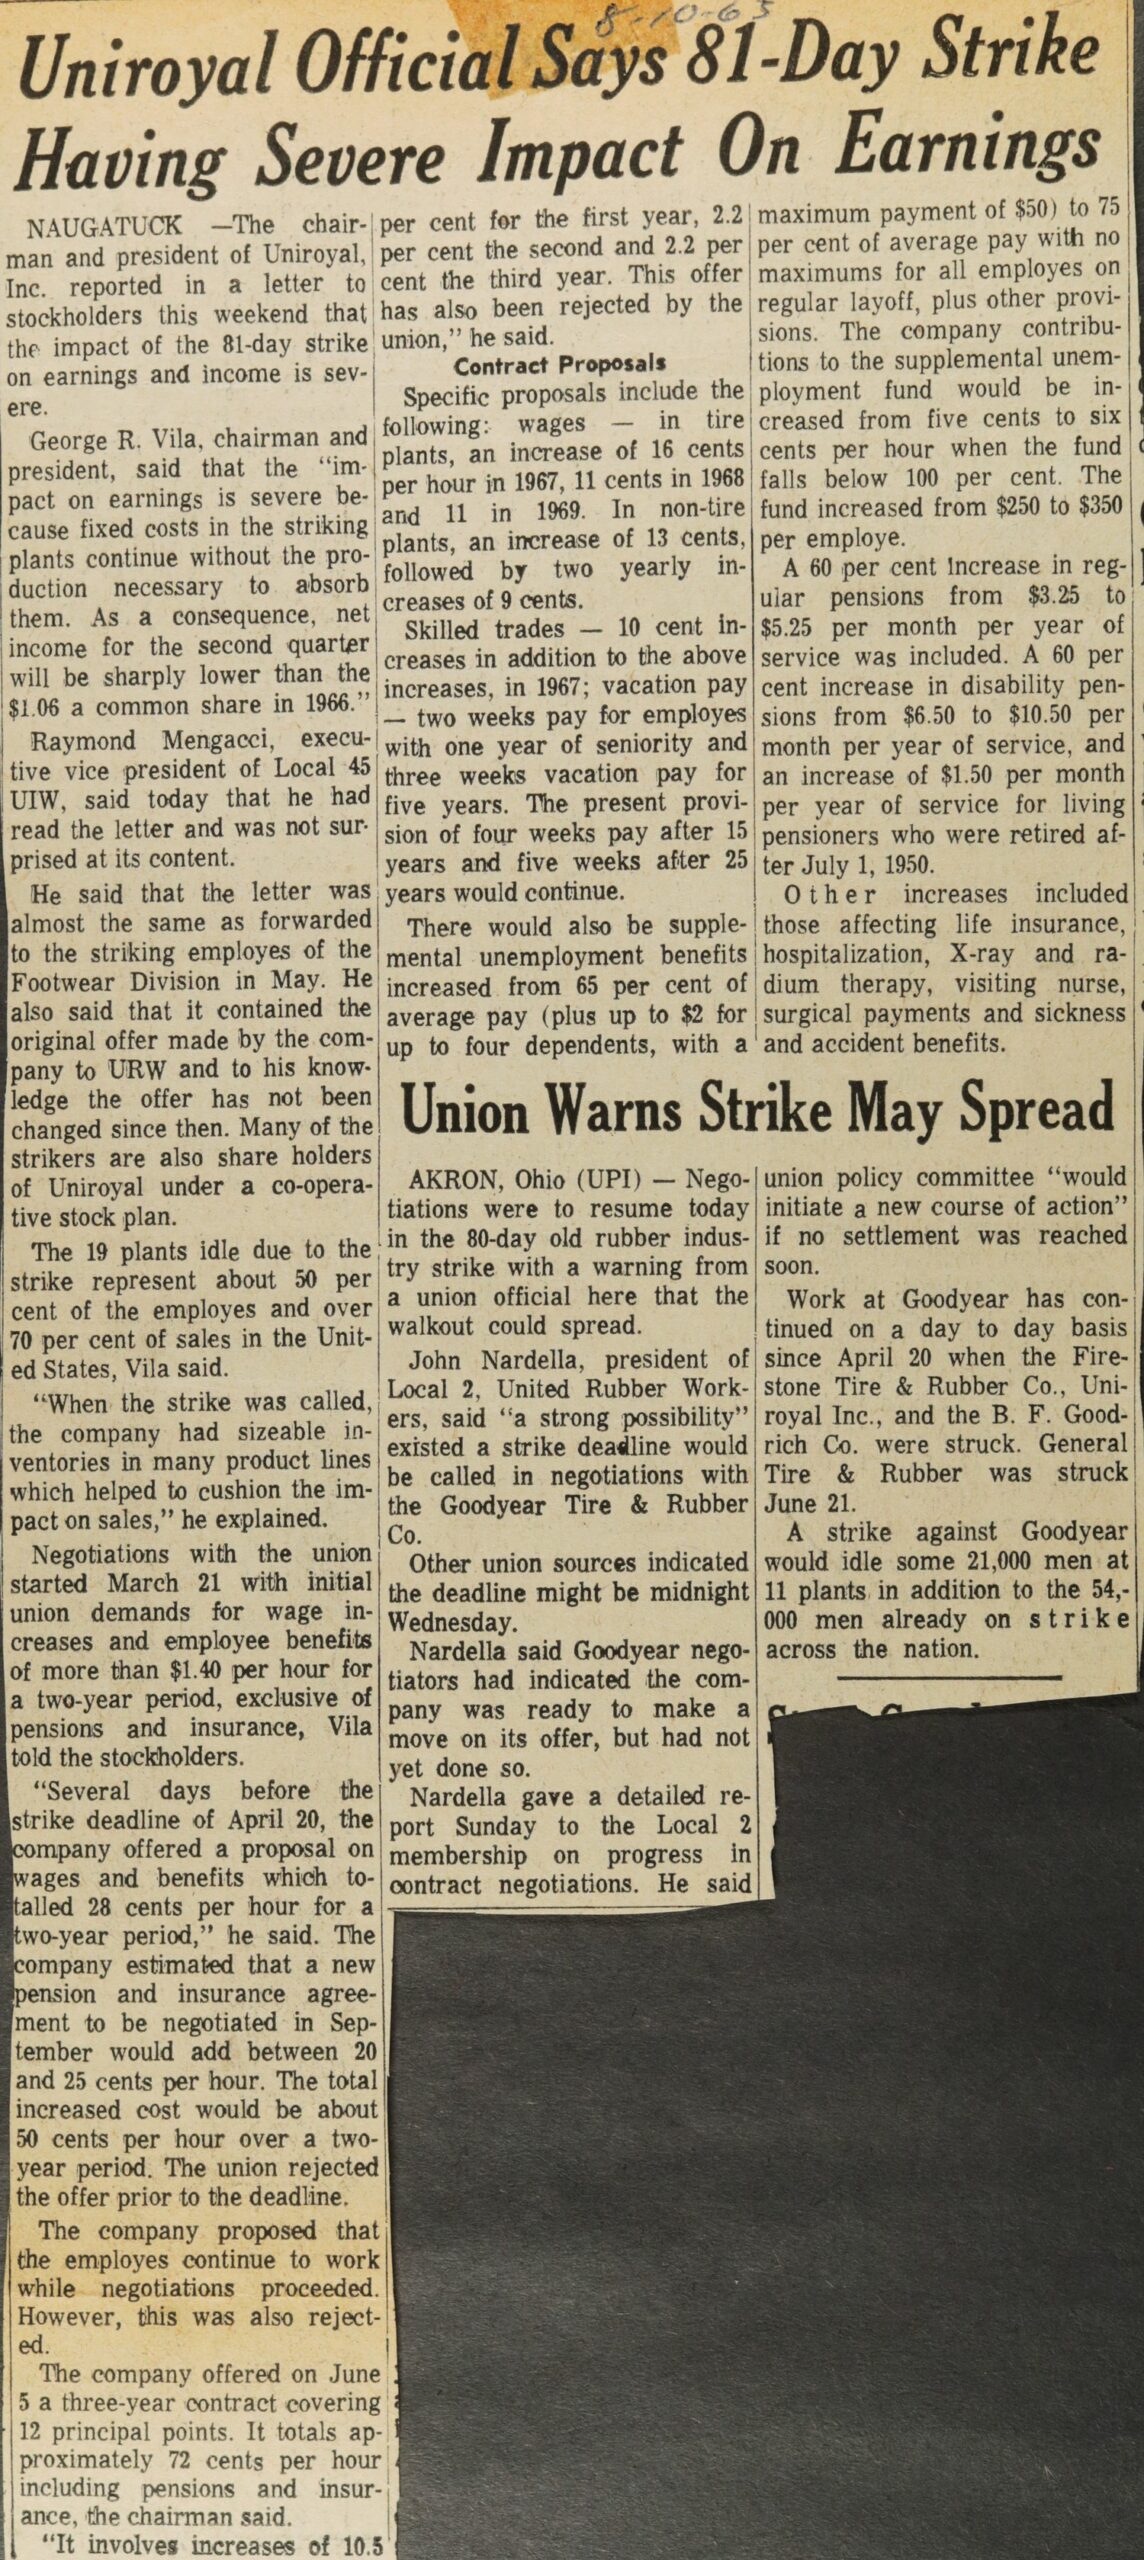 8-10-63
Uniroyal Official Says 81-Day Strike
Having Severe Impact On Earnings
NAUGATUCK —The chair-
man and president of Uniroyal,
Inc. reported in a letter to
stockholders this weekend that
the impact of the 81-day strike
on earnings and income is sev-
ere.
George R. Vila, chairman and
president, said that the “im-
pact on earnings is severe be-
cause fixed costs in the striking
plants continue without the pro-
duction necessary to absorb
them. As a consequence, net
income for the second quarter
will be sharply lower than the
$1.06 a common share in 1966.”
Raymond Mengacci, execu-
tive vice president of Local 45
UIW, said today that he had
read the letter and was not sur-
prised at its content.
He said that the letter was
almost the same as forwarded
to the striking employes of the
Footwear Division in May. He
also said that it contained the
original offer made by the com-
pany to URW and to his know-
ledge the offer has not been
changed since then. Many of the
strikers are also share holders
of Uniroyal under a co-opera-
tive stock plan.
The 19 plants idle due to the
strike represent about 50 per
cent of the employes and over
70 per cent of sales in the Unit-
ed States, Vila said.
“When the strike was called,
the company had sizeable in-
ventories in many product lines
which helped to cushion the im-
pact on sales,” he explained.
Negotiations with the union
started March 21 with initial
union demands for wage in-
creases and employee benefits
of more than $1.40 per hour for
a two-year period, exclusive of
pensions and insurance, Vila
told the stockholders.
“Several days before the
strike deadline of April 20, the
company offered a proposal on
wages and benefits which to-
talled 28 cents per hour for a
two-year period,” he said. The
company estimated that a new
pension and insurance agree-
ment to be negotiated in Sep-
tember would add between 20
and 25 cents per hour. The total
increased cost would be about
50 cents per hour over a two-
year period. The union rejected
the offer prior to the deadline.
The company proposed that
the employes continue to work
while negotiations proceeded.
However, this was also reject-
ed.
The company offered on June
5 a three-year contract covering
12 principal points. It totals ap-
proximately 72 cents per hour
including pensions and insur-
ance, the chairman said.
“It involves increases of 10.5
per cent for the first year, 2.2
per cent the second and 2.2 per
cent the third year. This offer
has also been rejected by the
union,” he said.
Contract Proposals
Specific proposals include the
following: wages — in tire
plants, an increase of 16 cents
per hour in 1967, 11 cents in 1968
and 11 in 1969. In non-tire
plants, an increase of 13 cents,
followed by two yearly in-
creases of 9 cents.
Skilled trades — 10 cent in-
creases in addition to the above
increases, in 1967; vacation pay
— two weeks pay for employes
with one year of seniority and
three weeks vacation pay for
five years. The present provi-
sion of four weeks pay after 15
years and five weeks after 25
years would continue.
There would also be supple-
mental unemployment benefits
increased from 65 per cent of
average pay (plus up to $2 for
up to four dependents, with a
maximum payment of $50) to 75
per cent of average pay with no
maximums for all employes on
regular layoff, plus other provi-
sions. The company contribu-
tions to the supplemental unem-
ployment fund would be in-
creased from five cents to six
cents per hour when the fund
falls below 100 per cent. The
fund increased from $250 to $350
per employe.
A 60 per cent Increase in reg-
ular pensions from $3.25 to
$5.25 per month per year of
service was included. A 60 per
cent increase in disability pen-
sions from $6.50 to $10.50 per
month per year of service, and
an increase of $1.50 per month
per year of service for living
pensioners who were retired af-
ter July 1, 1950.
Other increases included
those affecting life insurance,
hospitalization, X-ray and ra-
dium therapy, visiting nurse,
surgical payments and sickness
and accident benefits.
Union Warns Strike May Spread
AKRON, Ohio (UPI) — Nego-
tiations were to resume today
in the 80-day old rubber indus-
try strike with a warning from
a union official here that the
walkout could spread.
John Nardella, president of
Local 2, United Rubber Work-
ers, said “a strong possibility”
existed a strike deadline would
be called in negotiations with
the Goodyear Tire & Rubber
Co.
Other union sources indicated
the deadline might be midnight
Wednesday.
Nardella said Goodyear nego-
tiators had indicated the com-
pany was ready to make a
move on its offer, but had not
yet done so.
Nardella gave a detailed re-
port Sunday to the Local 2
membership on progress in
contract negotiations. He said
union policy committee “would
initiate a new course of action”
if no settlement was reached
soon.
Work at Goodyear has con-
tinued on a day to day basis
since April 20 when the Fire-
stone Tire & Rubber Co., Uni-
royal Inc., and the B. F. Good-
rich Co. were struck. General
Tire & Rubber was struck
June 21.
A strike against Goodyear
would idle some 21,000 men at
11 plants in addition to the 54,-
000 men already on strike
across the nation.